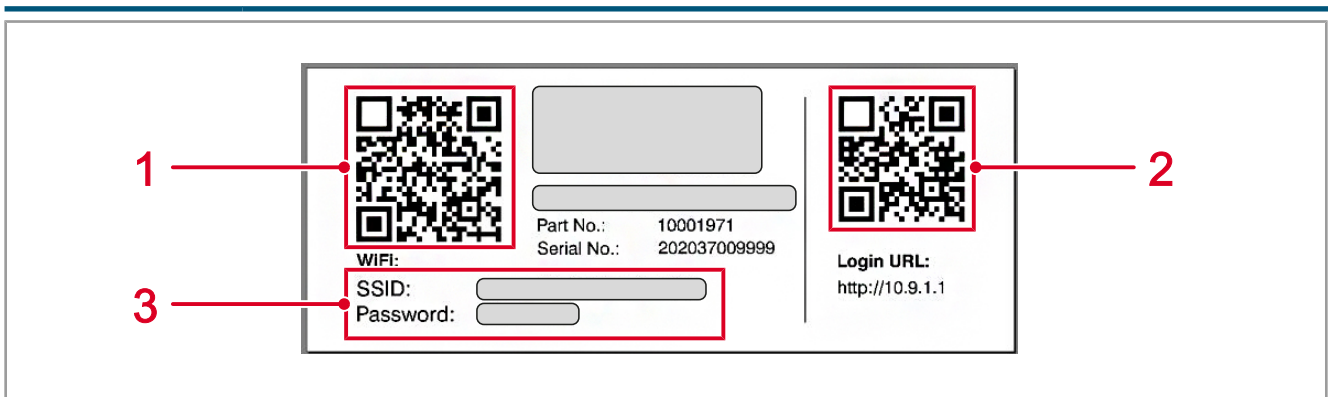 1
2
WiFi:
Part No.: 10001971
Serial No.: 202037009999
SSID:
Password:
3
Login URL:
http://10.9.1.1